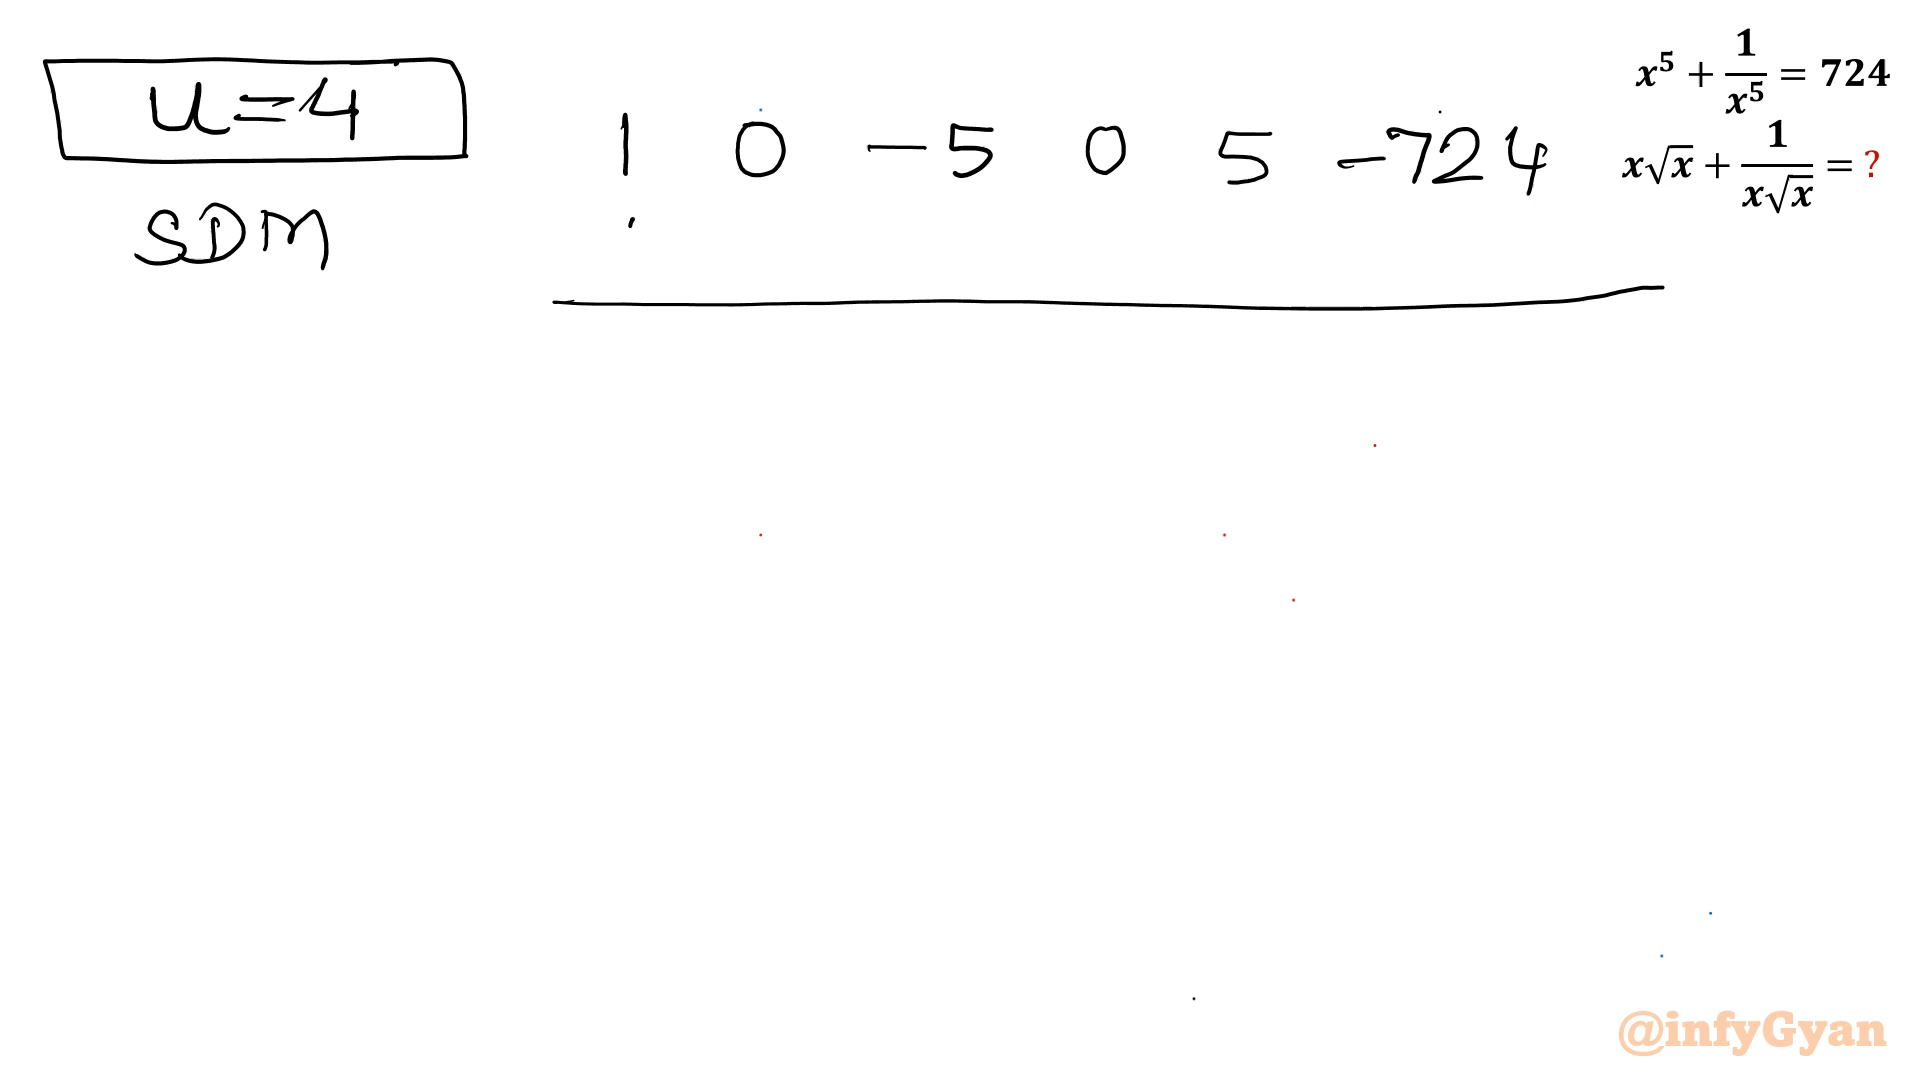 u=4
SDM
1 0 -5 0 5 -724
x⁵ + 1/x⁵ = 724
x√x + 1/(x√x) = ?
@infyGyan